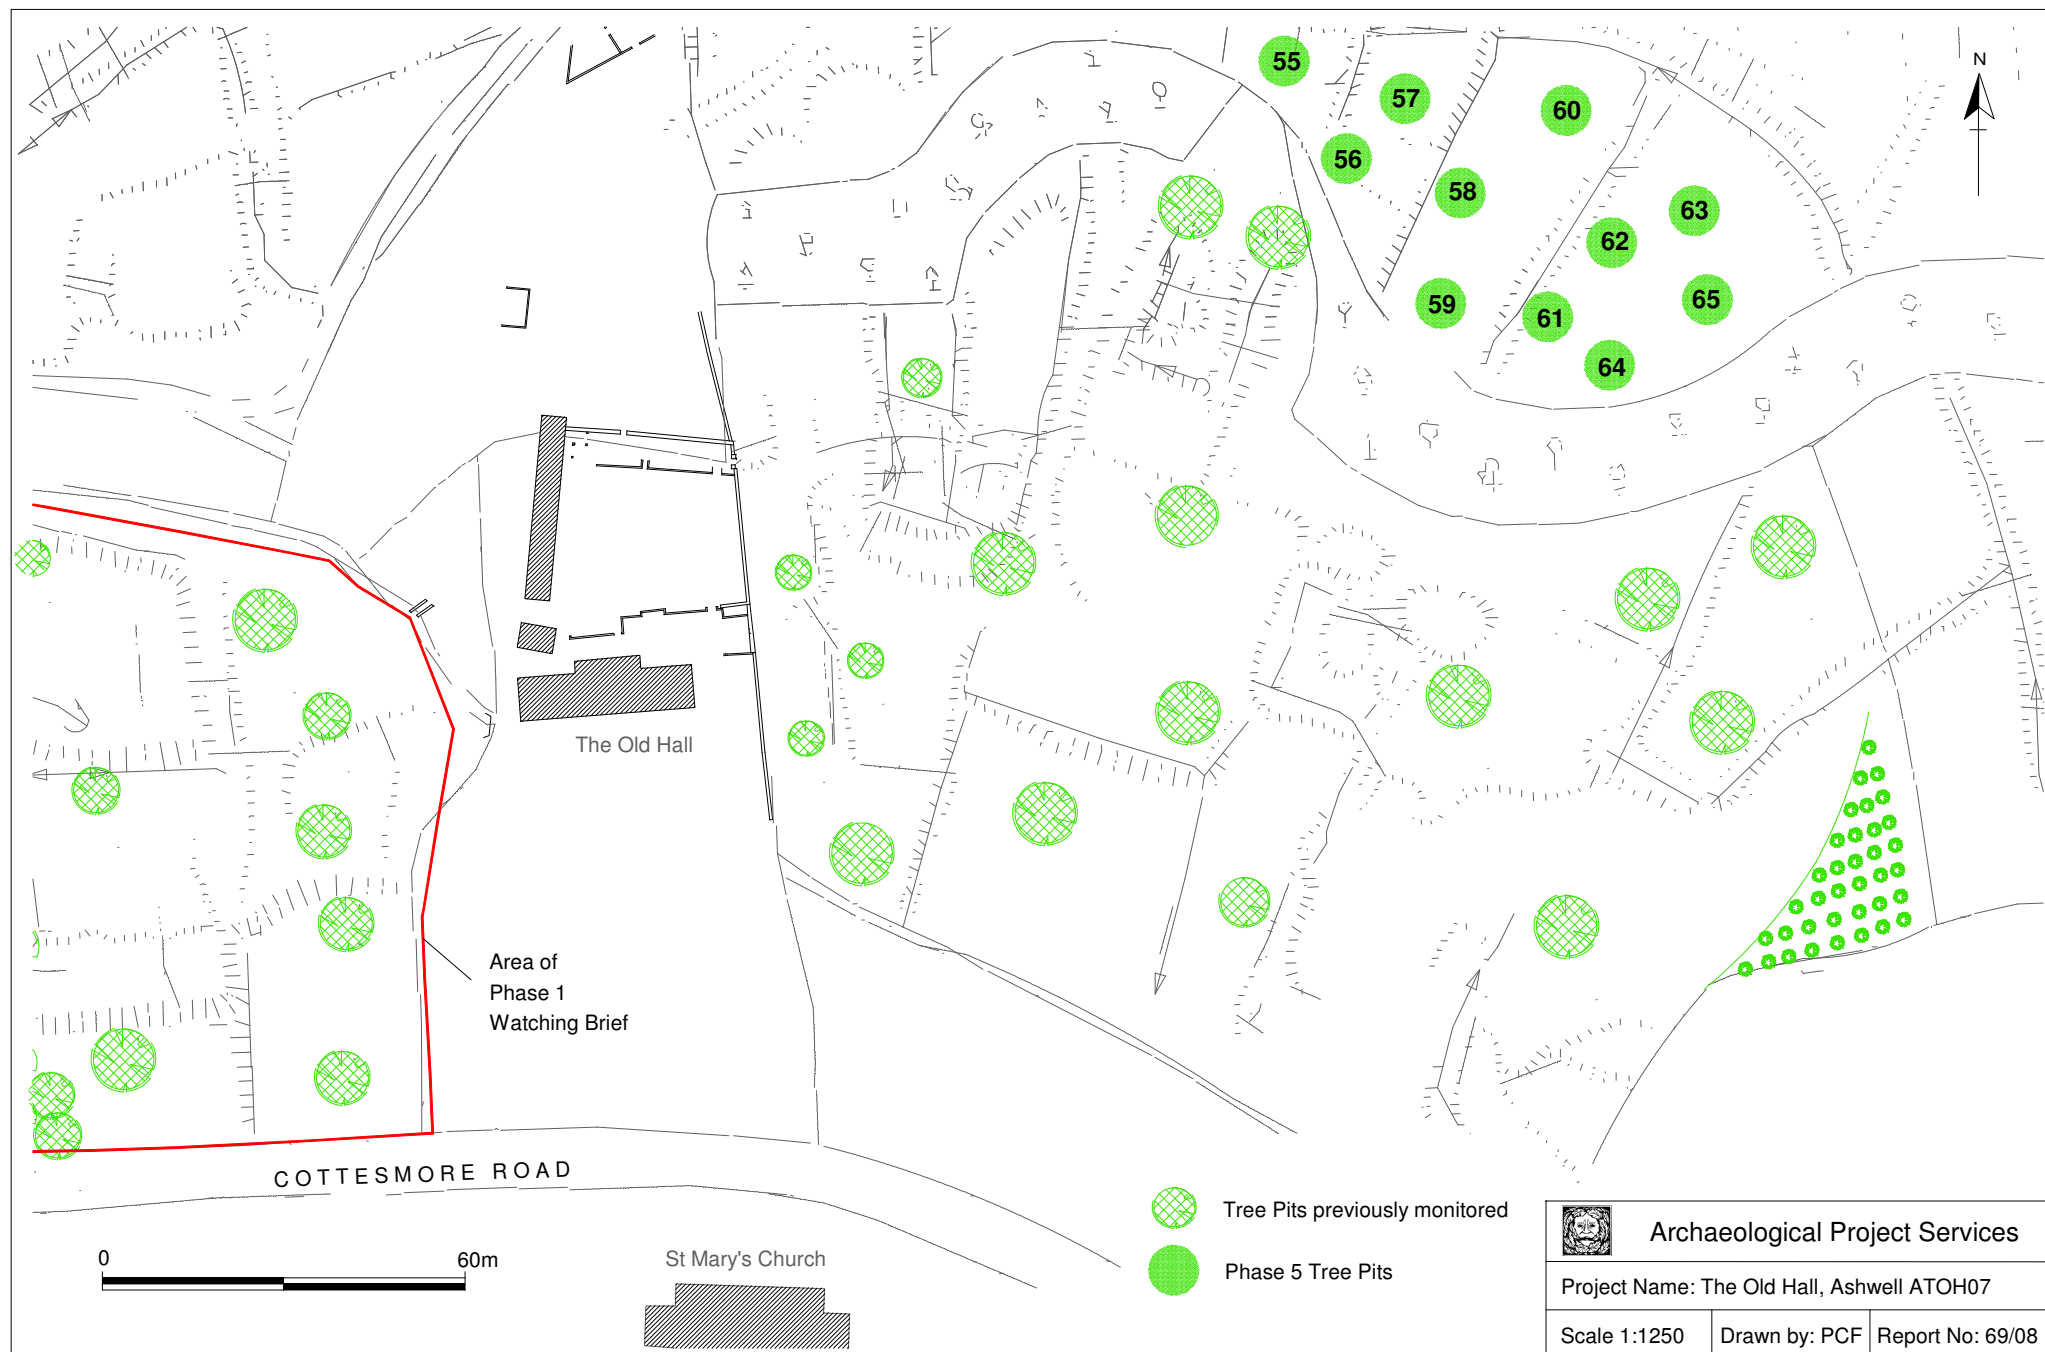 55
57
60
N
56
58
63
62
59
61
65
64
The Old Hall
Area of
Phase 1
Watching Brief
COTTESMORE ROAD
0
60m
St Mary's Church
Tree Pits previously monitored
Phase 5 Tree Pits
Archaeological Project Services
Project Name: The Old Hall, Ashwell ATOH07
Scale 1:1250
Drawn by: PCF
Report No: 69/08